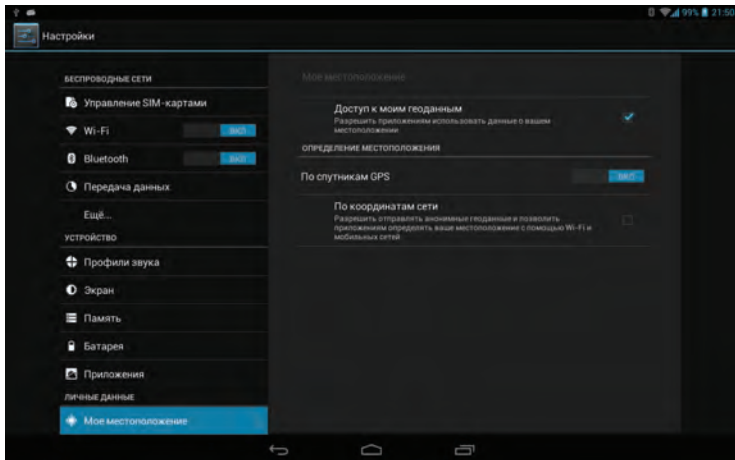 99% 21:50
Настройки
БЕСПРОВОДНЫЕ СЕТИ
Управление SIM-картами
Wi-Fi ВКЛ
Bluetooth ВКЛ
Передача данных
Ещё...
УСТРОЙСТВО
Профили звука
Экран
Память
Батарея
Приложения
ЛИЧНЫЕ ДАННЫЕ
Мое местоположение
Мое местоположение
Доступ к моим геоданным
Разрешить приложениям использовать данные о вашем
местоположении
ОПРЕДЕЛЕНИЕ МЕСТОПОЛОЖЕНИЯ
По спутникам GPS ВКЛ
По координатам сети
Разрешить отправлять анонимные геоданные и позволить
приложениям определять ваше местоположение с помощью Wi-Fi и
мобильных сетей